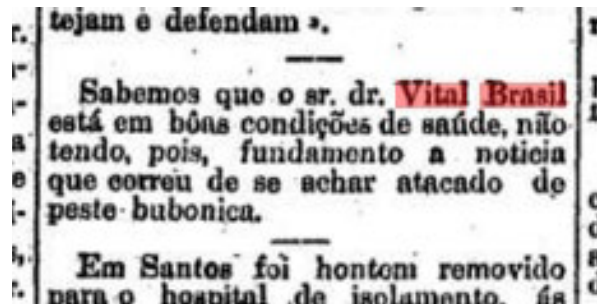 tejam e defendam ».
Sabemos que o sr. dr. Vital Brasil
está em bôas condições de saúde, não
tendo, pois, fundamento a noticia
que correu de se achar atacado de
peste bubonica.
Em Santos foi hontem removido
para o hospital de isolamento, ás